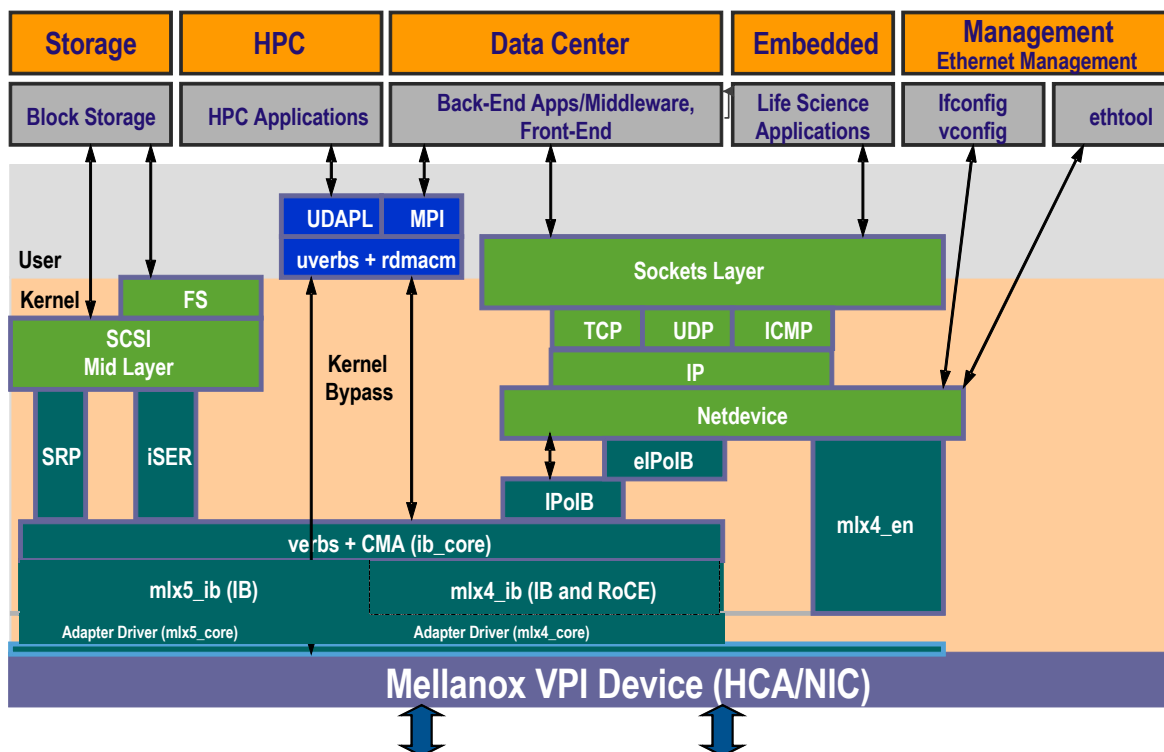 Storage
HPC
Data Center
Embedded
Management
Ethernet Management
Block Storage
HPC Applications
Back-End Apps/Middleware,
Front-End
Life Science
Applications
Ifconfig
vconfig
ethtool
UDAPL
MPI
uverbs + rdmacm
User
Sockets Layer
Kernel
FS
SCSI
Mid Layer
TCP
UDP
ICMP
Kernel
Bypass
IP
Netdevice
SRP
iSER
eIPoIB
IPoIB
mlx4_en
verbs + CMA (ib_core)
mlx5_ib (IB)
mlx4_ib (IB and RoCE)
Adapter Driver (mlx5_core)
Adapter Driver (mlx4_core)
Mellanox VPI Device (HCA/NIC)